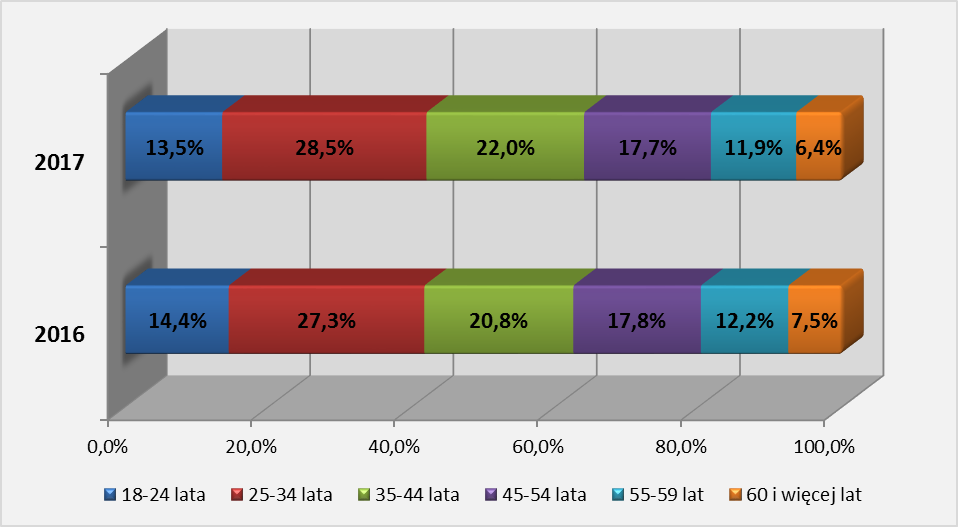 2017
13,5% 28,5% 22,0% 17,7% 11,9% 6,4%
2016
14,4% 27,3% 20,8% 17,8% 12,2% 7,5%
0,0% 20,0% 40,0% 60,0% 80,0% 100,0%
18-24 lata 25-34 lata 35-44 lata 45-54 lata 55-59 lat 60 i więcej lat